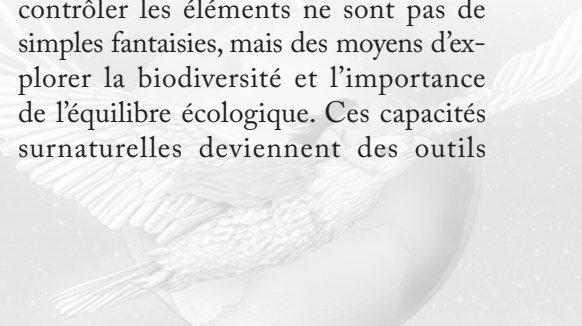 contrôler les éléments ne sont pas de
simples fantaisies, mais des moyens d’ex-
plorer la biodiversité et l’importance
de l’équilibre écologique. Ces capacités
surnaturelles deviennent des outils